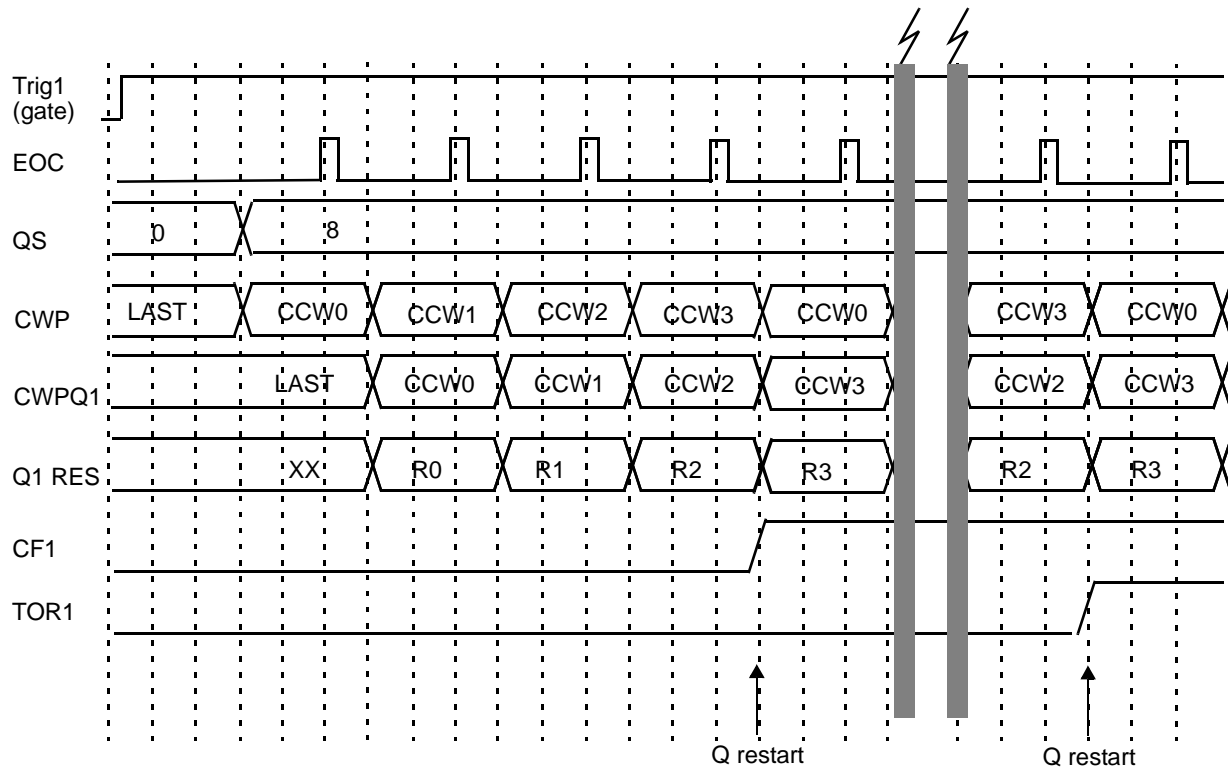 Trig1
(gate)
EOC
QS 0 8
CWP LAST CCW0 CCW1 CCW2 CCW3 CCW0 CCW3 CCW0
CWPQ1 LAST CCW0 CCW1 CCW2 CCW3 CCW2 CCW3
Q1 RES XX R0 R1 R2 R3 R2 R3
CF1
TOR1
Q restart Q restart